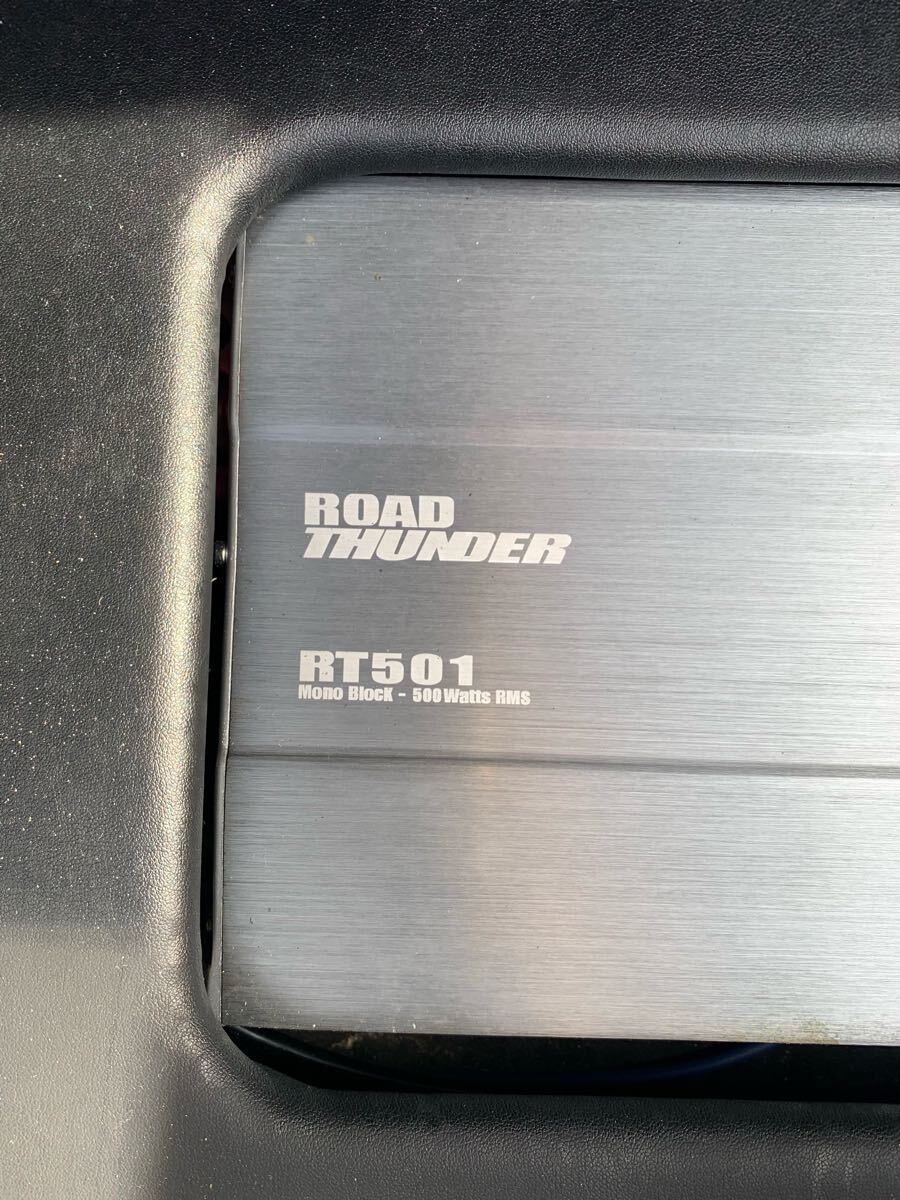 ROAD
THUNDER
RT501
Mono Block - 500 Watts RMS